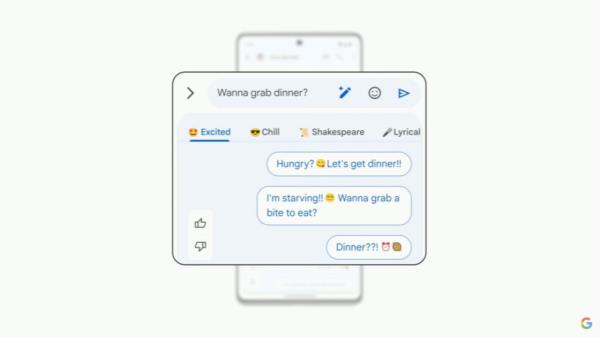 Wanna grab dinner?
🤩 Excited 😎 Chill 📜 Shakespeare 🎤 Lyrical
Hungry? 😋 Let's get dinner!!
I'm starving!! 😁 Wanna grab a
bite to eat?
Dinner??! ⏰ 🥘